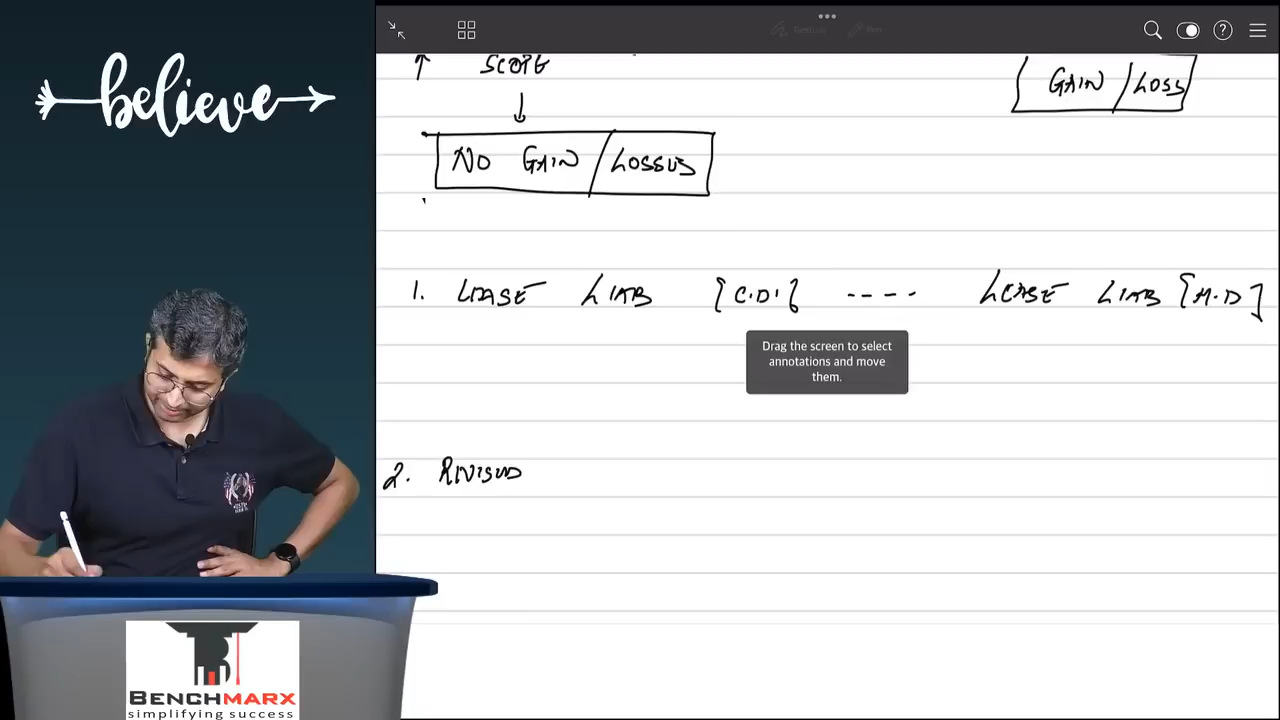 believe
↑ SCOPE
GAIN / LOSS
↓
NO GAIN / LOSSES
1. LEASE LIAB [C.D.] ---- LEASE LIAB [M.D]
Drag the screen to select
annotations and move
them.
2. REVISED
BENCHMARX
simplifying success